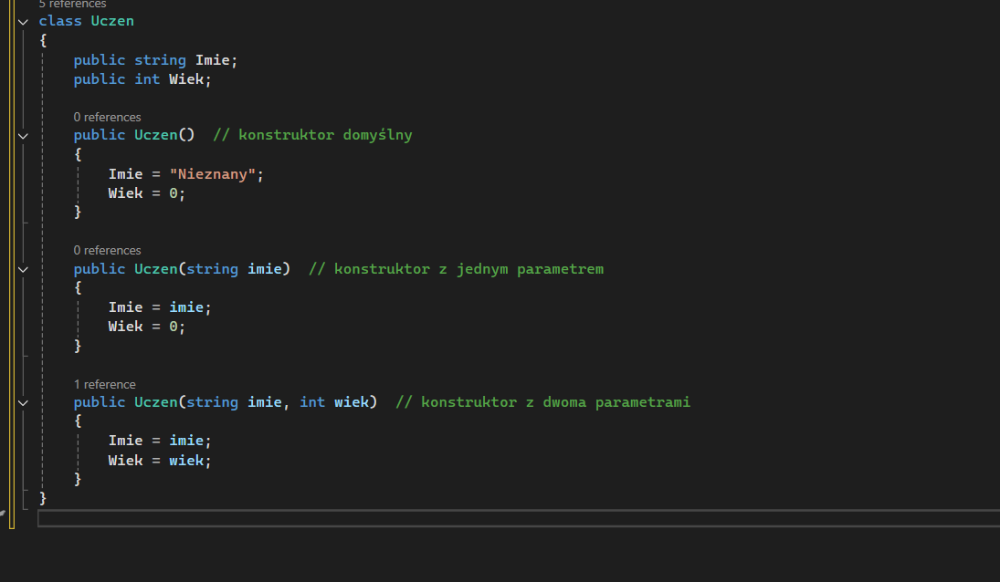 5 references
class Uczen
{
public string Imie;
public int Wiek;
0 references
public Uczen() // konstruktor domyślny
{
Imie = "Nieznany";
Wiek = 0;
}
0 references
public Uczen(string imie) // konstruktor z jednym parametrem
{
Imie = imie;
Wiek = 0;
}
1 reference
public Uczen(string imie, int wiek) // konstruktor z dwoma parametrami
{
Imie = imie;
Wiek = wiek;
}
}